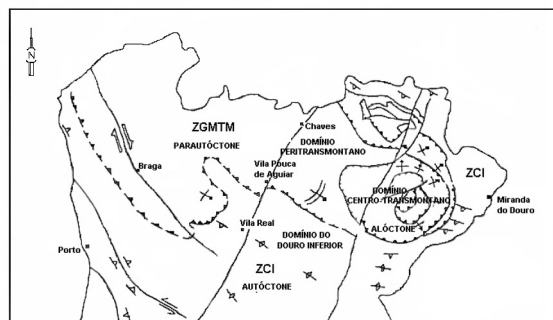 N
ZGMTM
PARAUTÓCTONE
Chaves
DOMÍNIO
PERITRANSMONTANO
Braga
Vila Pouca
de Aguiar
ZCI
DOMÍNIO
CENTRO-TRANSMONTANO
Miranda
do Douro
ALÓCTONE
Vila Real
DOMÍNIO DO
DOURO INFERIOR
Porto
ZCI
AUTÓCTONE